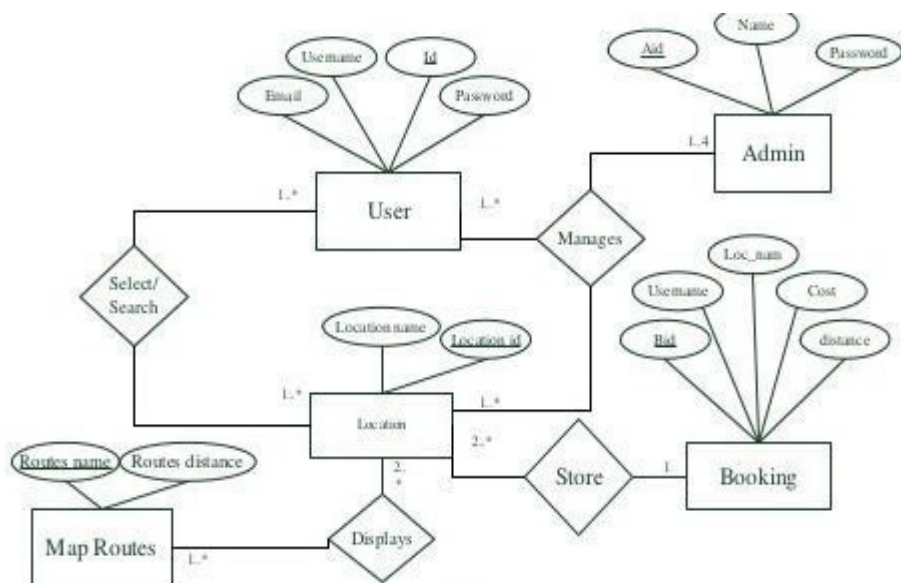 Name
Username
Id
Aid
Password
Email
Password
1..4
Admin
1..*
User
1..*
Manages
Loc_nam
Select/
Search
Username
Cost
Location name
Location id
Bid
distance
1..*
1..*
Location
2..*
Routes name
Routes distance
2.
*
Store
1.
Booking
Map Routes
1..*
Displays